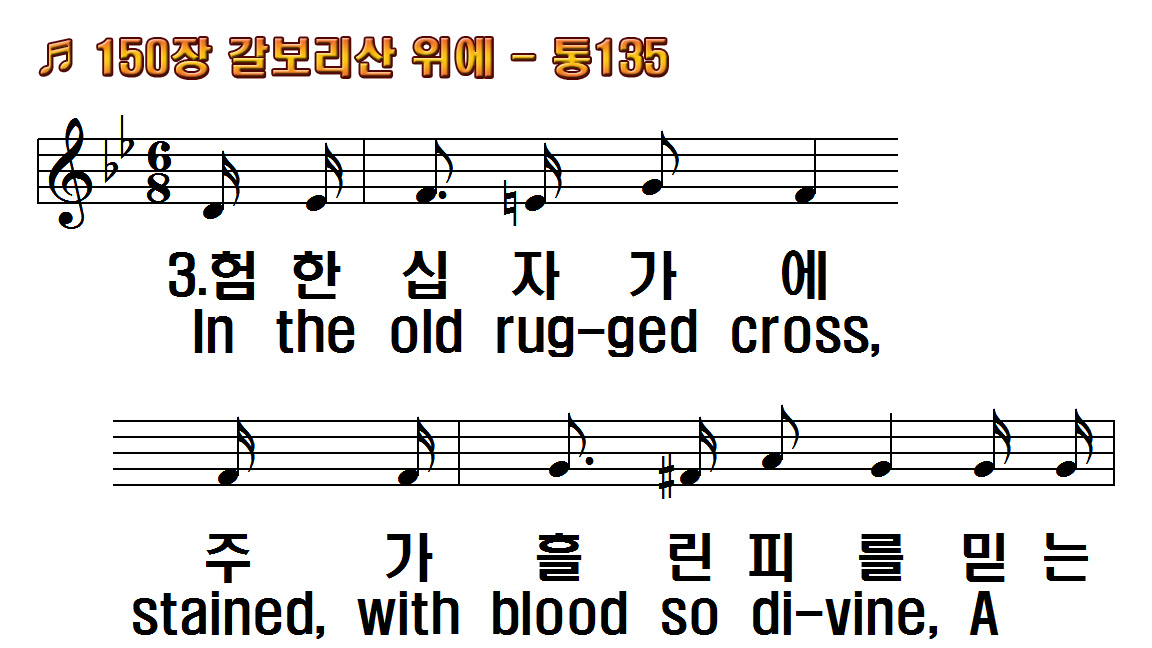 ♬ 150장 갈보리산 위에 - 통135
6
8
3.험 한 십 자 가 에
In the old rug-ged cross,
주 가 흘 린 피 를 믿 는
stained, with blood so di-vine, A